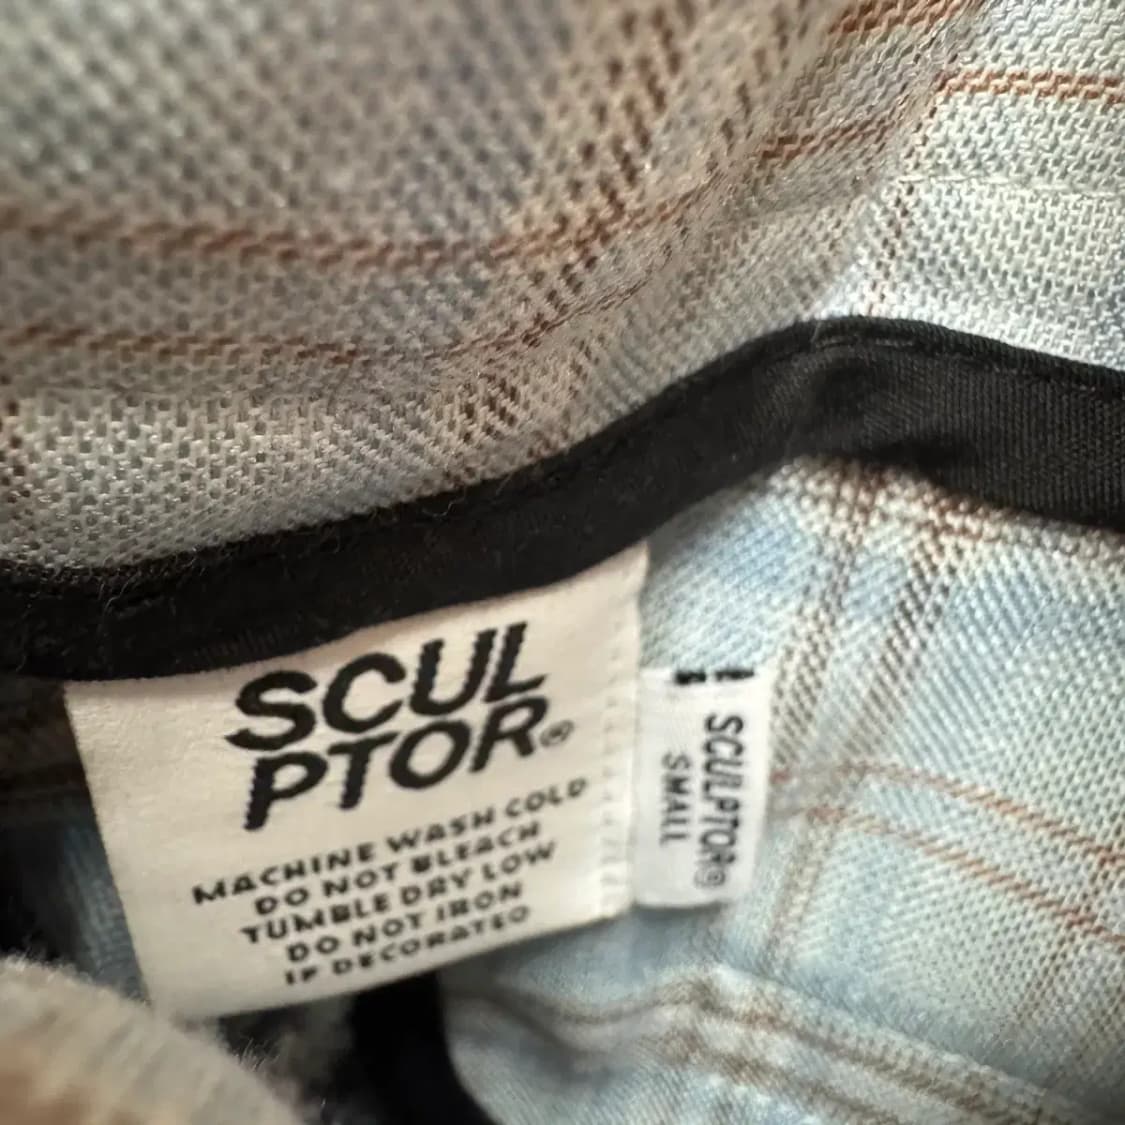 SCUL
PTOR®
MACHINE WASH COLD
DO NOT BLEACH
TUMBLE DRY LOW
DO NOT IRON
IF DECORATED
SCULPTOR®
SMALL